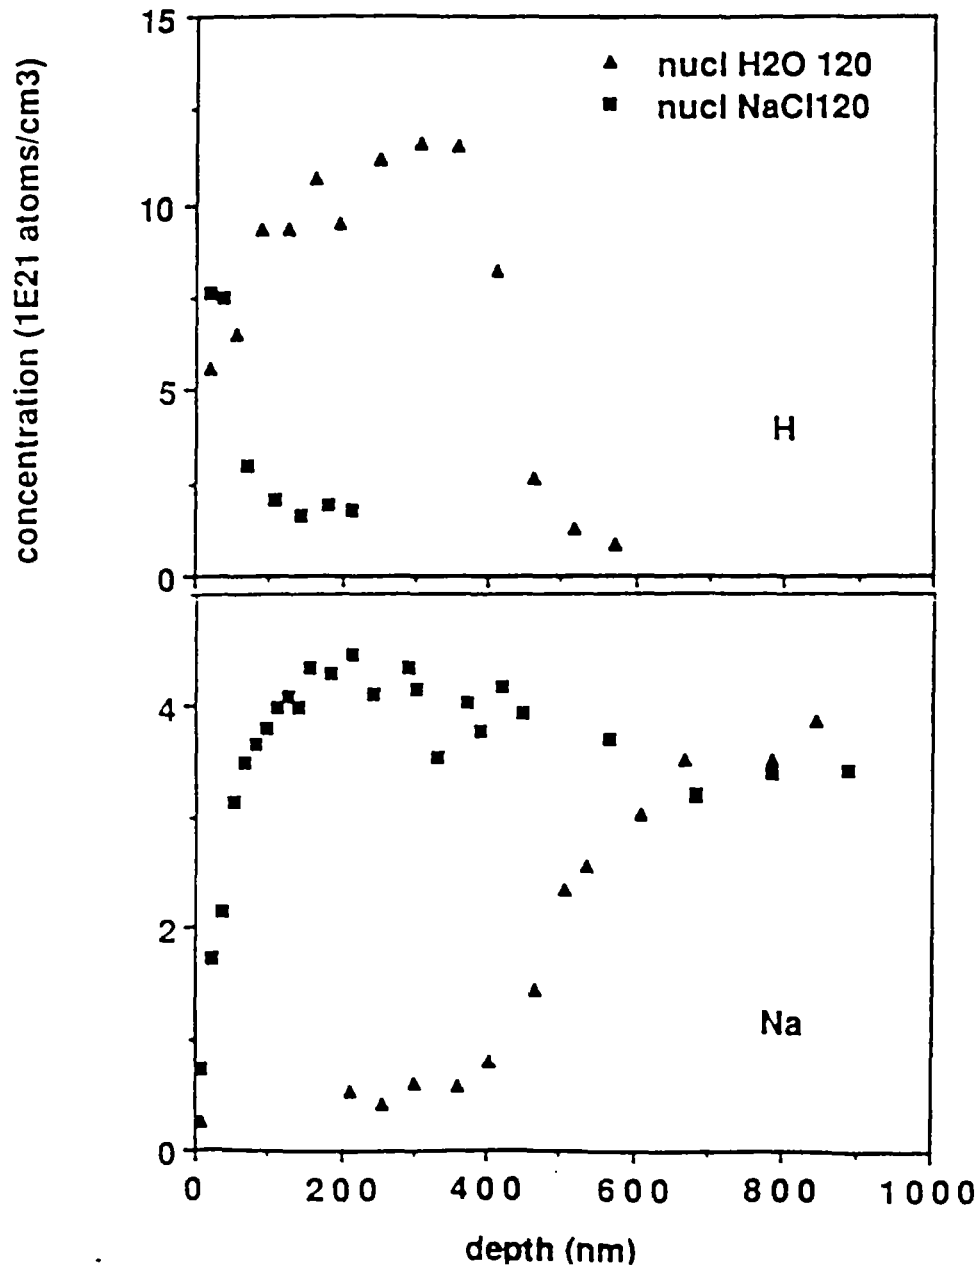 15
nucl H2O 120
nucl NaCl120
10
5
H
0
concentration (1E21 atoms/cm3)
4
2
Na
0
0 200 400 600 800 1000
depth (nm)